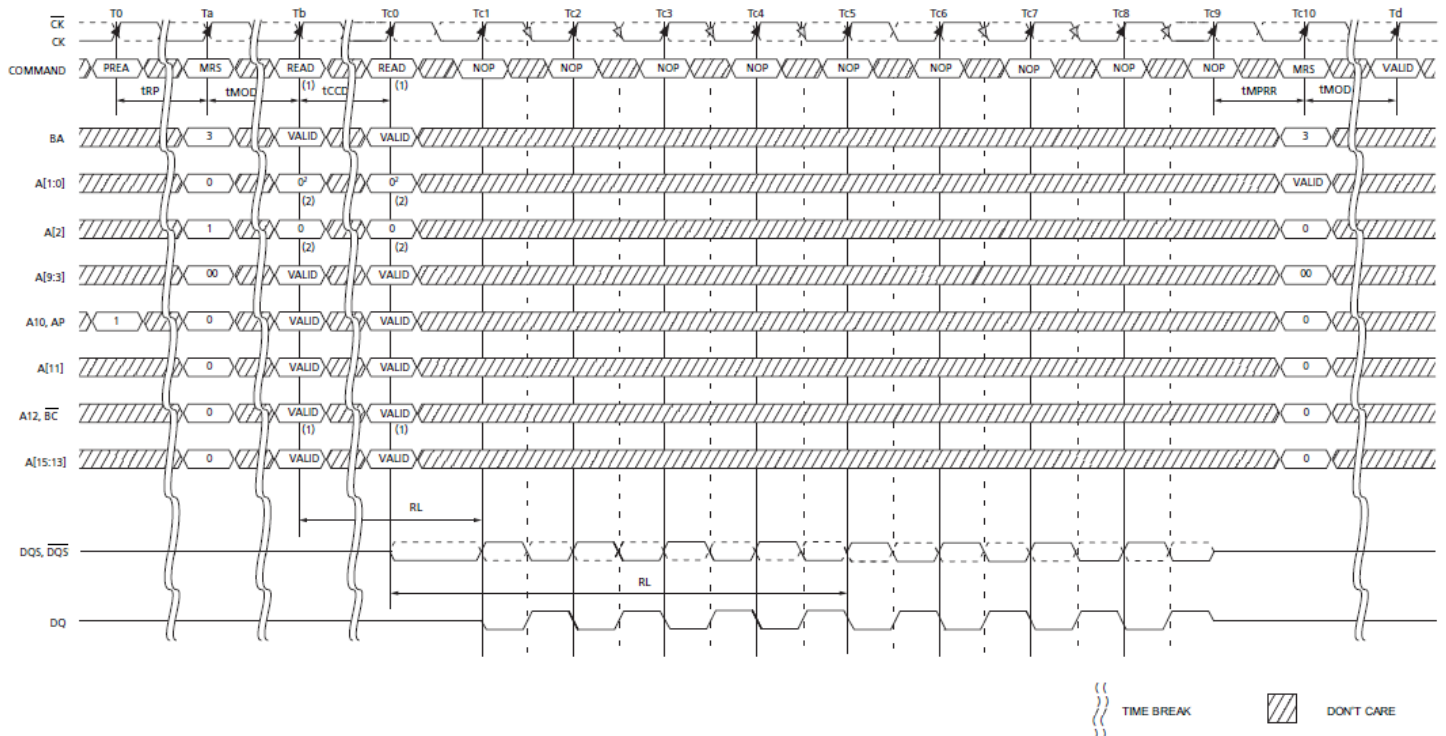 T0 Ta Tb Tc0 Tc1 Tc2 Tc3 Tc4 Tc5 Tc6 Tc7 Tc8 Tc9 Tc10 Td
CK
CK
COMMAND PREA MRS READ READ NOP NOP NOP NOP NOP NOP NOP NOP NOP MRS VALID
(1) (1)
tRP tMOD tCCD tMPRR tMOD
BA 3 VALID VALID 3
A[1:0] 0 0² 0² VALID
(2) (2)
A[2] 1 0 0 0
(2) (2)
A[9:3] 00 VALID VALID 00
A10, AP 1 0 VALID VALID 0
A[11] 0 VALID VALID 0
A12, BC 0 VALID VALID 0
(1) (1)
A[15:13] 0 VALID VALID 0
RL
DQS, DQS
RL
DQ
TIME BREAK DON'T CARE